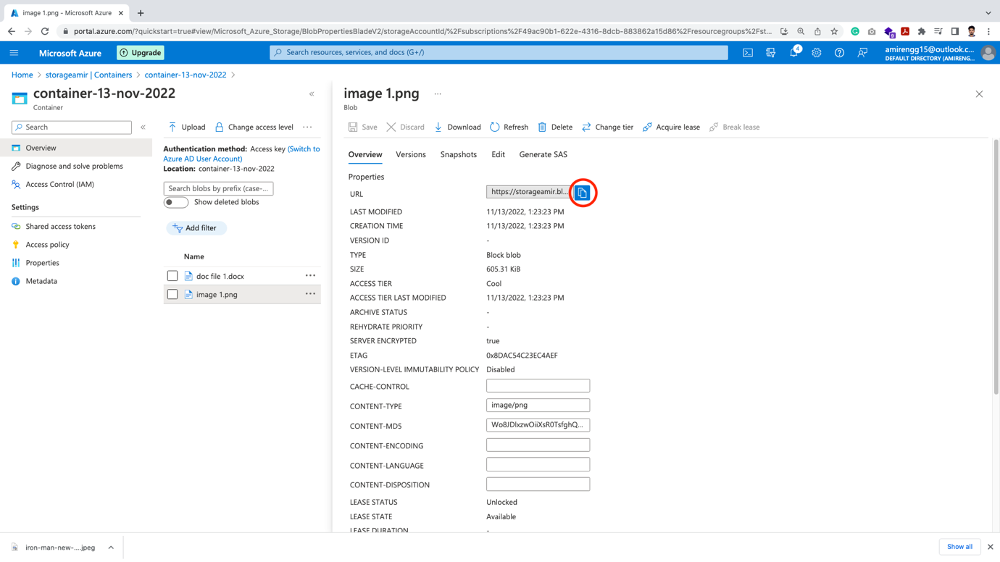 image 1.png - Microsoft Azure
portal.azure.com/?quickstart=true#view/Microsoft_Azure_Storage/BlobPropertiesBladeV2/storageAccountId/%2Fsubscriptions%2F49ac90b1-622e-4316-8dcb-883862a15d86%2Fresourcegroups%2Fst...
Microsoft Azure
Upgrade
Search resources, services, and docs (G+/)
4
amirengg15@outlook.c...
DEFAULT DIRECTORY (AMIRENG...
Home > storageamir | Containers > container-13-nov-2022 >
container-13-nov-2022
Container
Search
Overview
Diagnose and solve problems
Access Control (IAM)
Settings
Shared access tokens
Access policy
Properties
Metadata
Upload
Change access level
Authentication method: Access key (Switch to
Azure AD User Account)
Location: container-13-nov-2022
Search blobs by prefix (case-...
Show deleted blobs
Add filter
Name
doc file 1.docx
image 1.png
image 1.png
Blob
Save Discard Download Refresh Delete Change tier Acquire lease Break lease
Overview Versions Snapshots Edit Generate SAS
Properties
URL https://storageamir.bl...
LAST MODIFIED 11/13/2022, 1:23:23 PM
CREATION TIME 11/13/2022, 1:23:23 PM
VERSION ID -
TYPE Block blob
SIZE 605.31 KiB
ACCESS TIER Cool
ACCESS TIER LAST MODIFIED 11/13/2022, 1:23:23 PM
ARCHIVE STATUS -
REHYDRATE PRIORITY -
SERVER ENCRYPTED true
ETAG 0x8DAC54C23EC4AEF
VERSION-LEVEL IMMUTABILITY POLICY Disabled
CACHE-CONTROL
CONTENT-TYPE image/png
CONTENT-MD5 Wo8JDlxzwOiiXsR0TsfghQ...
CONTENT-ENCODING
CONTENT-LANGUAGE
CONTENT-DISPOSITION
LEASE STATUS Unlocked
LEASE STATE Available
LEASE DURATION -
iron-man-new-....jpeg
Show all